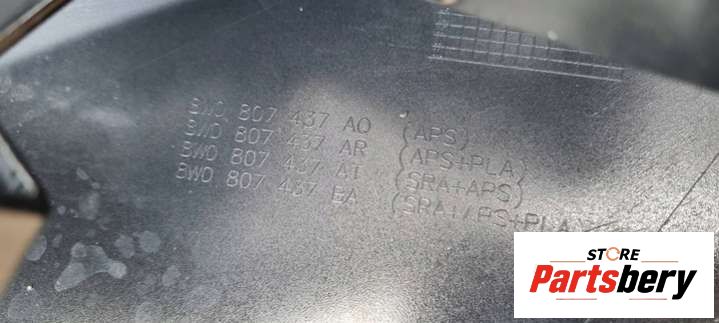 8W0 807 437 AQ (APS)
8W0 807 437 AR (APS+PLA)
8W0 807 437 AT (SRA+APS)
8W0 807 437 BA (SRA+APS+PLA
STORE
Partsbery